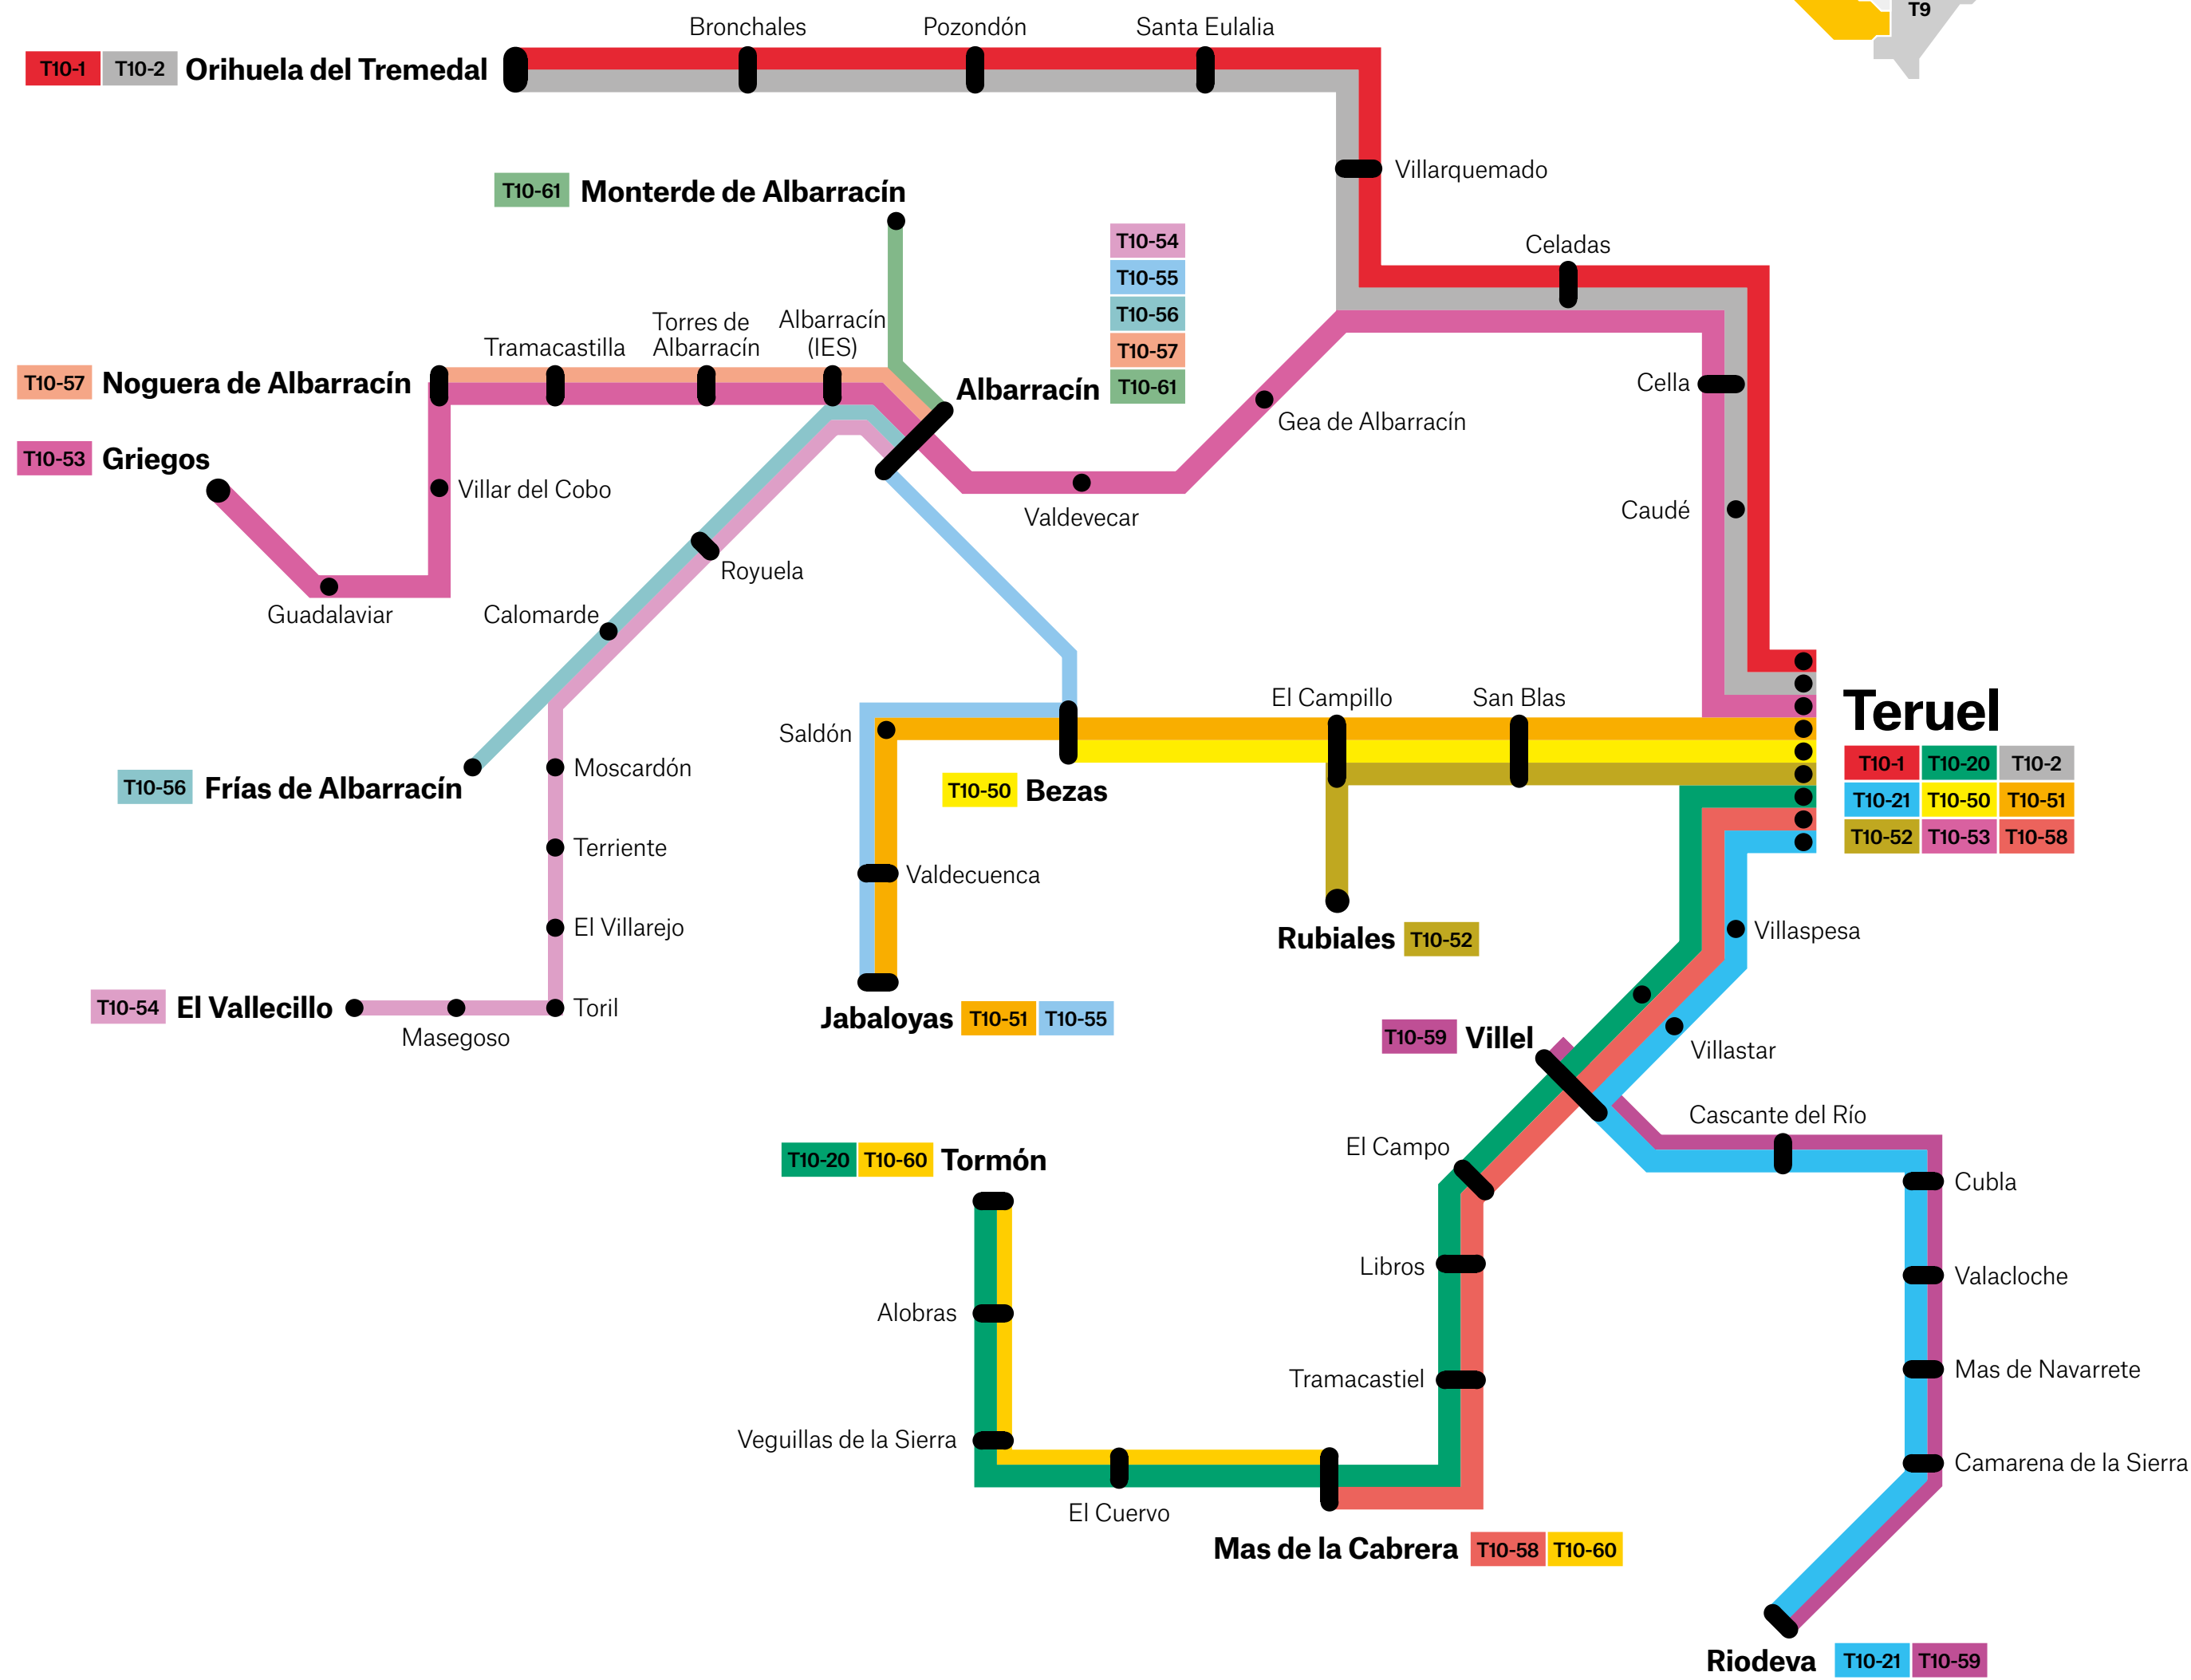 T9
Bronchales
Pozondón
Santa Eulalia
T10-1 T10-2 Orihuela del Tremedal
Villarquemado
T10-61 Monterde de Albarracín
T10-54
T10-55
T10-56
T10-57
T10-61
Albarracín
Celadas
Tramacastilla
Torres de
Albarracín
Albarracín
(IES)
T10-57 Noguera de Albarracín
Cella
Gea de Albarracín
T10-53 Griegos
Villar del Cobo
Valdevecar
Caudé
Royuela
Guadalaviar
Calomarde
El Campillo
San Blas
Teruel
T10-1 T10-20 T10-2
T10-21 T10-50 T10-51
T10-52 T10-53 T10-58
Saldón
Moscardón
T10-56 Frías de Albarracín
T10-50 Bezas
Terriente
Valdecuenca
El Villarejo
Rubiales T10-52
Villaspesa
T10-54 El Vallecillo
Toril
Masegoso
Jabaloyas T10-51 T10-55
T10-59 Villel
Villastar
Cascante del Río
El Campo
T10-20 T10-60 Tormón
Cubla
Libros
Valacloche
Alobras
Tramacastiel
Mas de Navarrete
Veguillas de la Sierra
Camarena de la Sierra
El Cuervo
Mas de la Cabrera T10-58 T10-60
Riodeva T10-21 T10-59